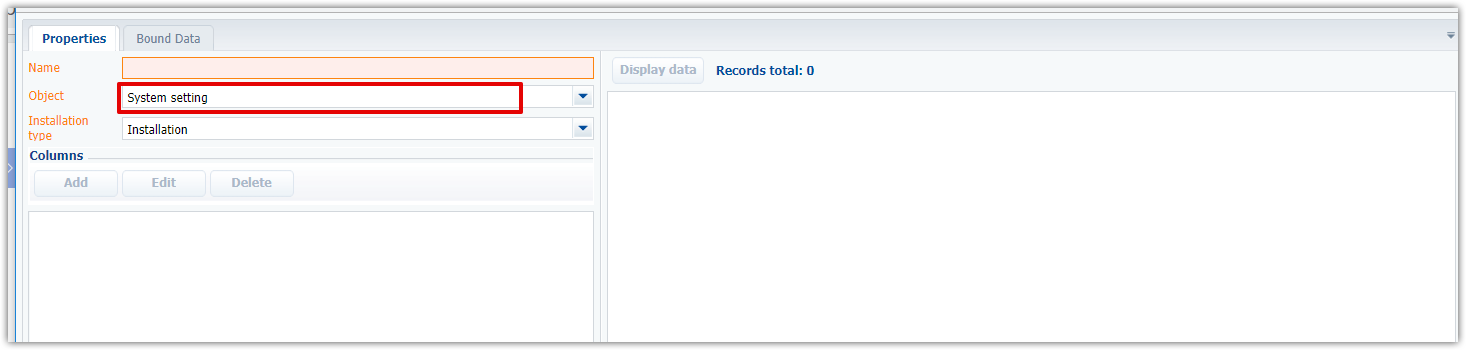 Properties
Bound Data
Name
Object
System setting
Installation
type
Installation
Columns
Add
Edit
Delete
Display data
Records total: 0